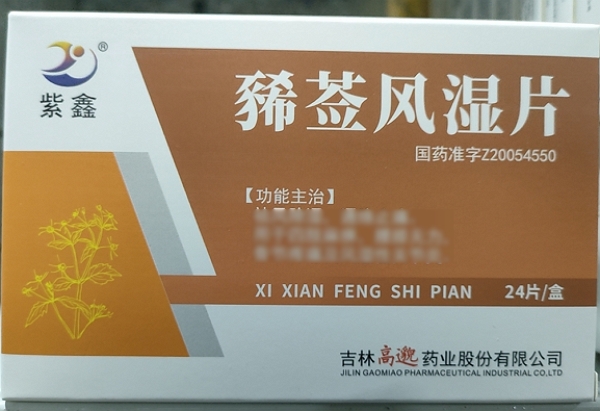 紫鑫
®
豨莶风湿片
国药准字Z20054550
【功能主治】
XI XIAN FENG SHI PIAN 24片/盒
吉林高邈药业股份有限公司
JILIN GAOMIAO PHARMACEUTICAL INDUSTRIAL CO,LTD